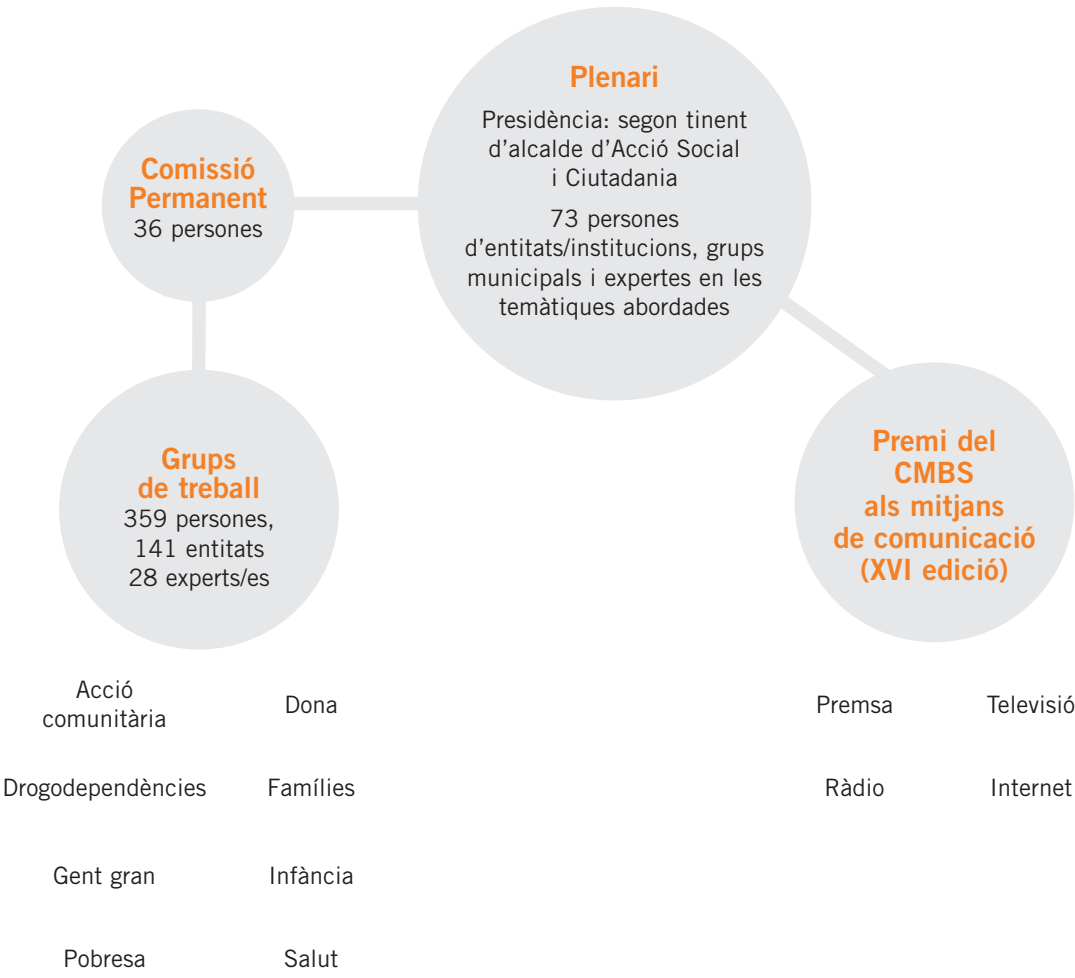 Plenari
Presidència: segon tinent
d’alcalde d’Acció Social
i Ciutadania
73 persones
d’entitats/institucions, grups
municipals i expertes en les
temàtiques abordades
Comissió
Permanent
36 persones
Grups
de treball
359 persones,
141 entitats
28 experts/es
Premi del
CMBS
als mitjans
de comunicació
(XVI edició)
Acció
comunitària
Dona
Drogodependències
Famílies
Gent gran
Infància
Pobresa
Salut
Premsa
Televisió
Ràdio
Internet